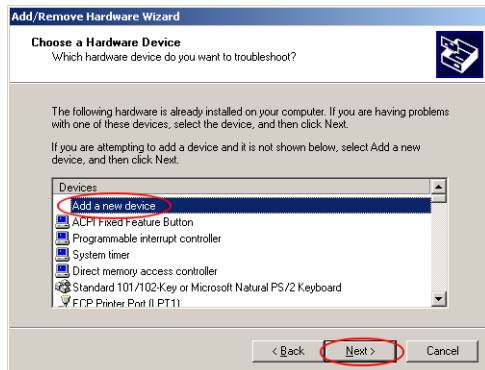 Add/Remove Hardware Wizard
Choose a Hardware Device
Which hardware device do you want to troubleshoot?
The following hardware is already installed on your computer. If you are having problems
with one of these devices, select the device, and then click Next.
If you are attempting to add a device and it is not shown below, select Add a new
device, and then click Next.
Devices
Add a new device
ACPI Fixed Feature Button
Programmable interrupt controller
System timer
Direct memory access controller
Standard 101/102-Key or Microsoft Natural PS/2 Keyboard
ECP Printer Port (LPT1)
< Back Next > Cancel